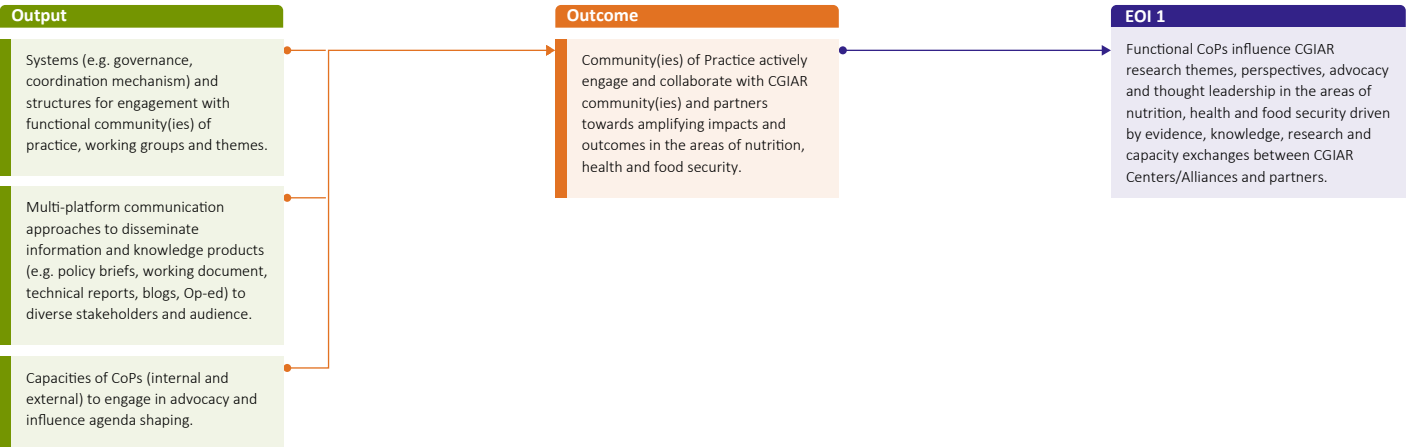 Output
Systems (e.g. governance,
coordination mechanism) and
structures for engagement with
functional community(ies) of
practice, working groups and themes.
Multi-platform communication
approaches to disseminate
information and knowledge products
(e.g. policy briefs, working document,
technical reports, blogs, Op-ed) to
diverse stakeholders and audience.
Capacities of CoPs (internal and
external) to engage in advocacy and
influence agenda shaping.
Outcome
Community(ies) of Practice actively
engage and collaborate with CGIAR
community(ies) and partners
towards amplifying impacts and
outcomes in the areas of nutrition,
health and food security.
EOI 1
Functional CoPs influence CGIAR
research themes, perspectives, advocacy
and thought leadership in the areas of
nutrition, health and food security driven
by evidence, knowledge, research and
capacity exchanges between CGIAR
Centers/Alliances and partners.